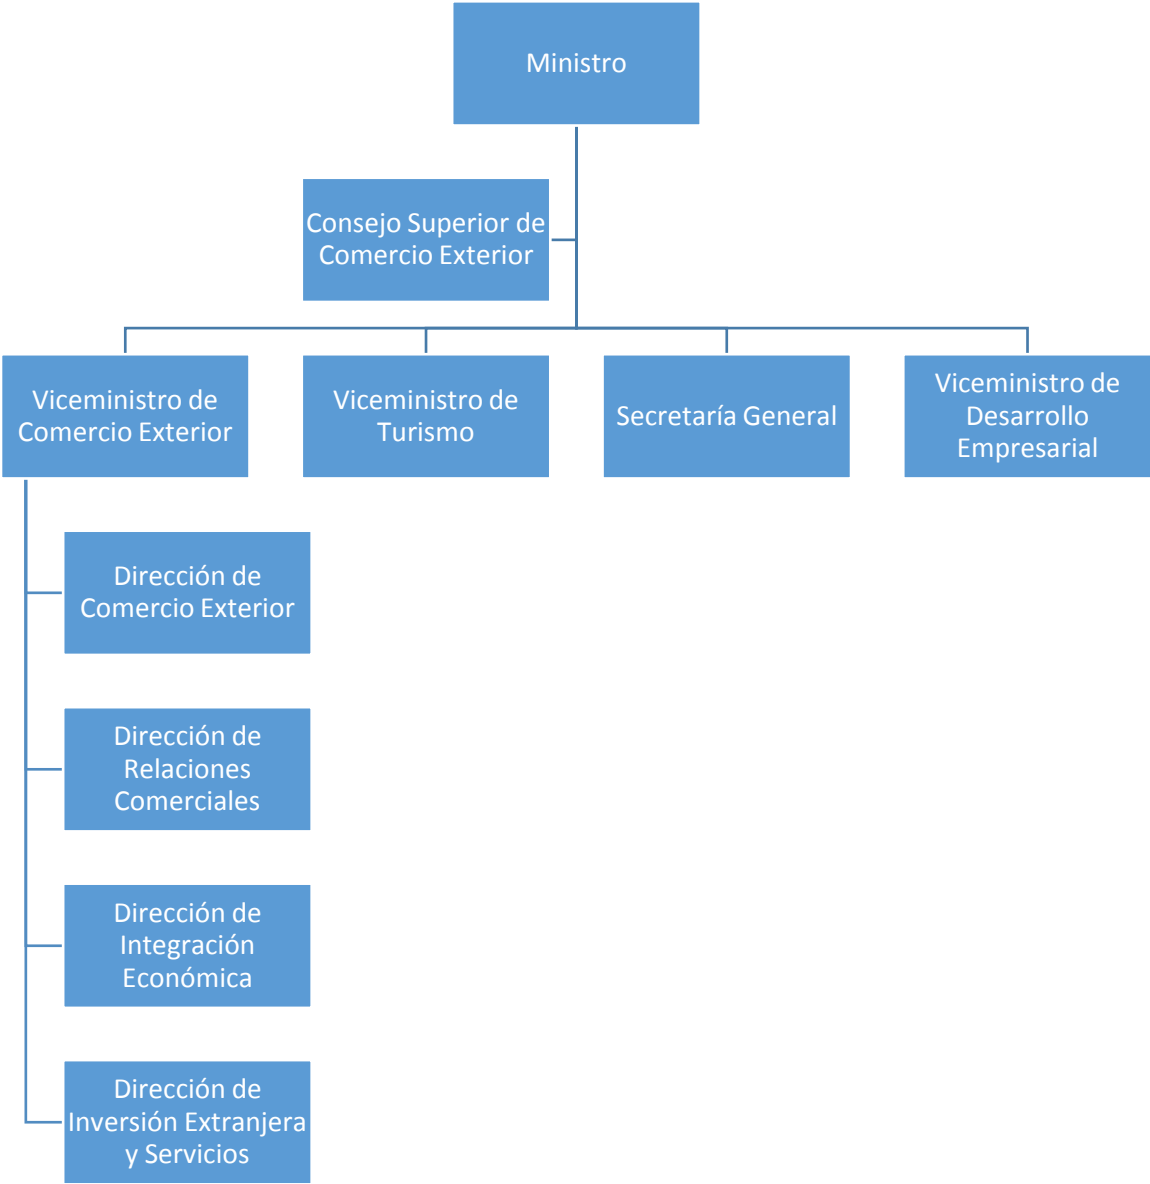 Ministro
Consejo Superior de
Comercio Exterior
Viceministro de
Comercio Exterior
Viceministro de
Turismo
Secretaría General
Viceministro de
Desarrollo
Empresarial
Dirección de
Comercio Exterior
Dirección de
Relaciones
Comerciales
Dirección de
Integración
Económica
Dirección de
Inversión Extranjera
y Servicios